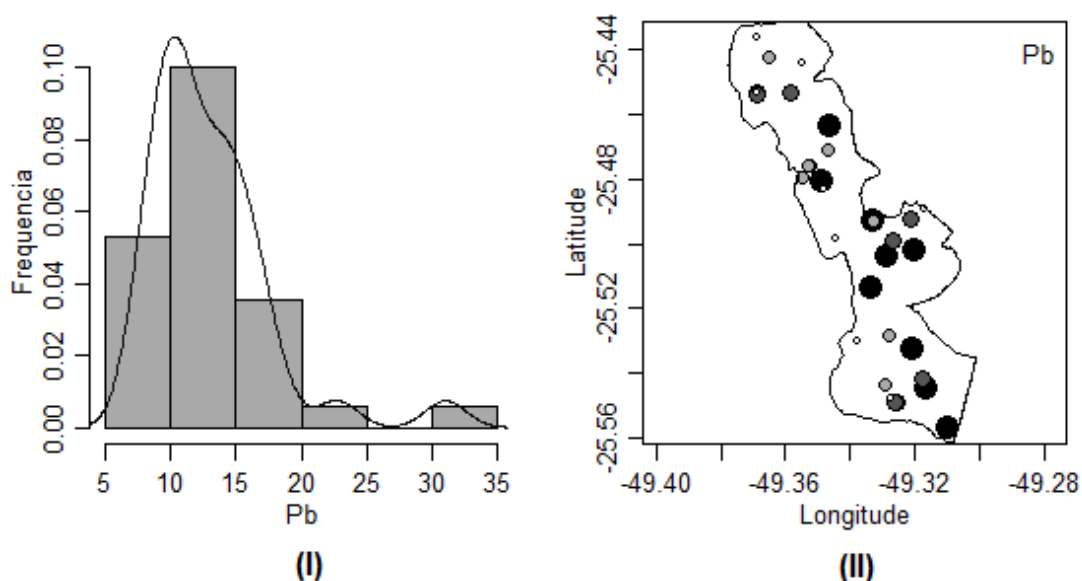 Frequencia
0.00 0.02 0.04 0.06 0.08 0.10
5 10 15 20 25 30 35
Pb
(I)
Pb
Latitude
-25.56 -25.52 -25.48 -25.44
-49.40 -49.36 -49.32 -49.28
Longitude
(II)